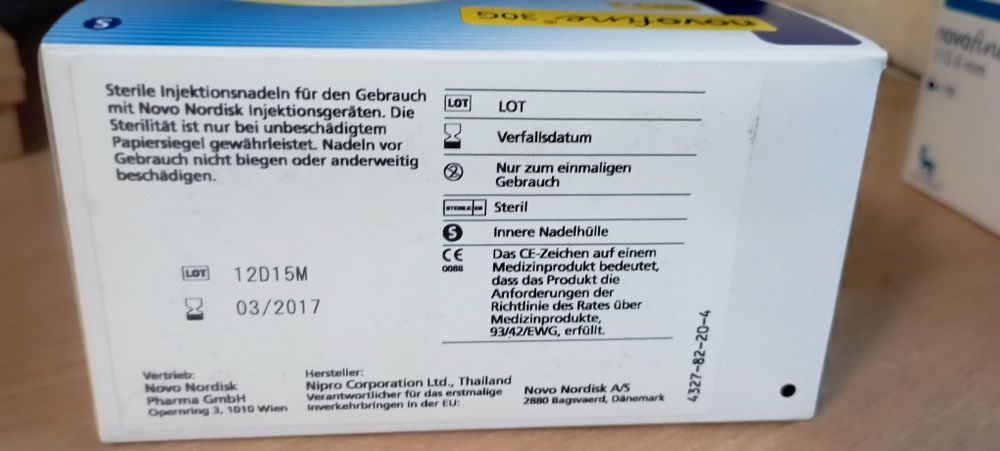 S
novofine® 30G
Sterile Injektionsnadeln für den Gebrauch
mit Novo Nordisk Injektionsgeräten. Die
Sterilität ist nur bei unbeschädigtem
Papiersiegel gewährleistet. Nadeln vor
Gebrauch nicht biegen oder anderweitig
beschädigen.
LOT LOT
Verfallsdatum
2 Nur zum einmaligen
Gebrauch
Steril
S Innere Nadelhülle
CE Das CE-Zeichen auf einem
0088 Medizinprodukt bedeutet,
dass das Produkt die
Anforderungen der
Richtlinie des Rates über
Medizinprodukte,
93/42/EWG, erfüllt.
LOT 12D15M
03/2017
Vertrieb:
Novo Nordisk
Pharma GmbH
Opernring 3, 1010 Wien
Hersteller:
Nipro Corporation Ltd., Thailand
Verantwortlicher für das erstmalige
Inverkehrbringen in der EU:
Novo Nordisk A/S
2880 Bagsvaerd, Dänemark
4327-82-20-4